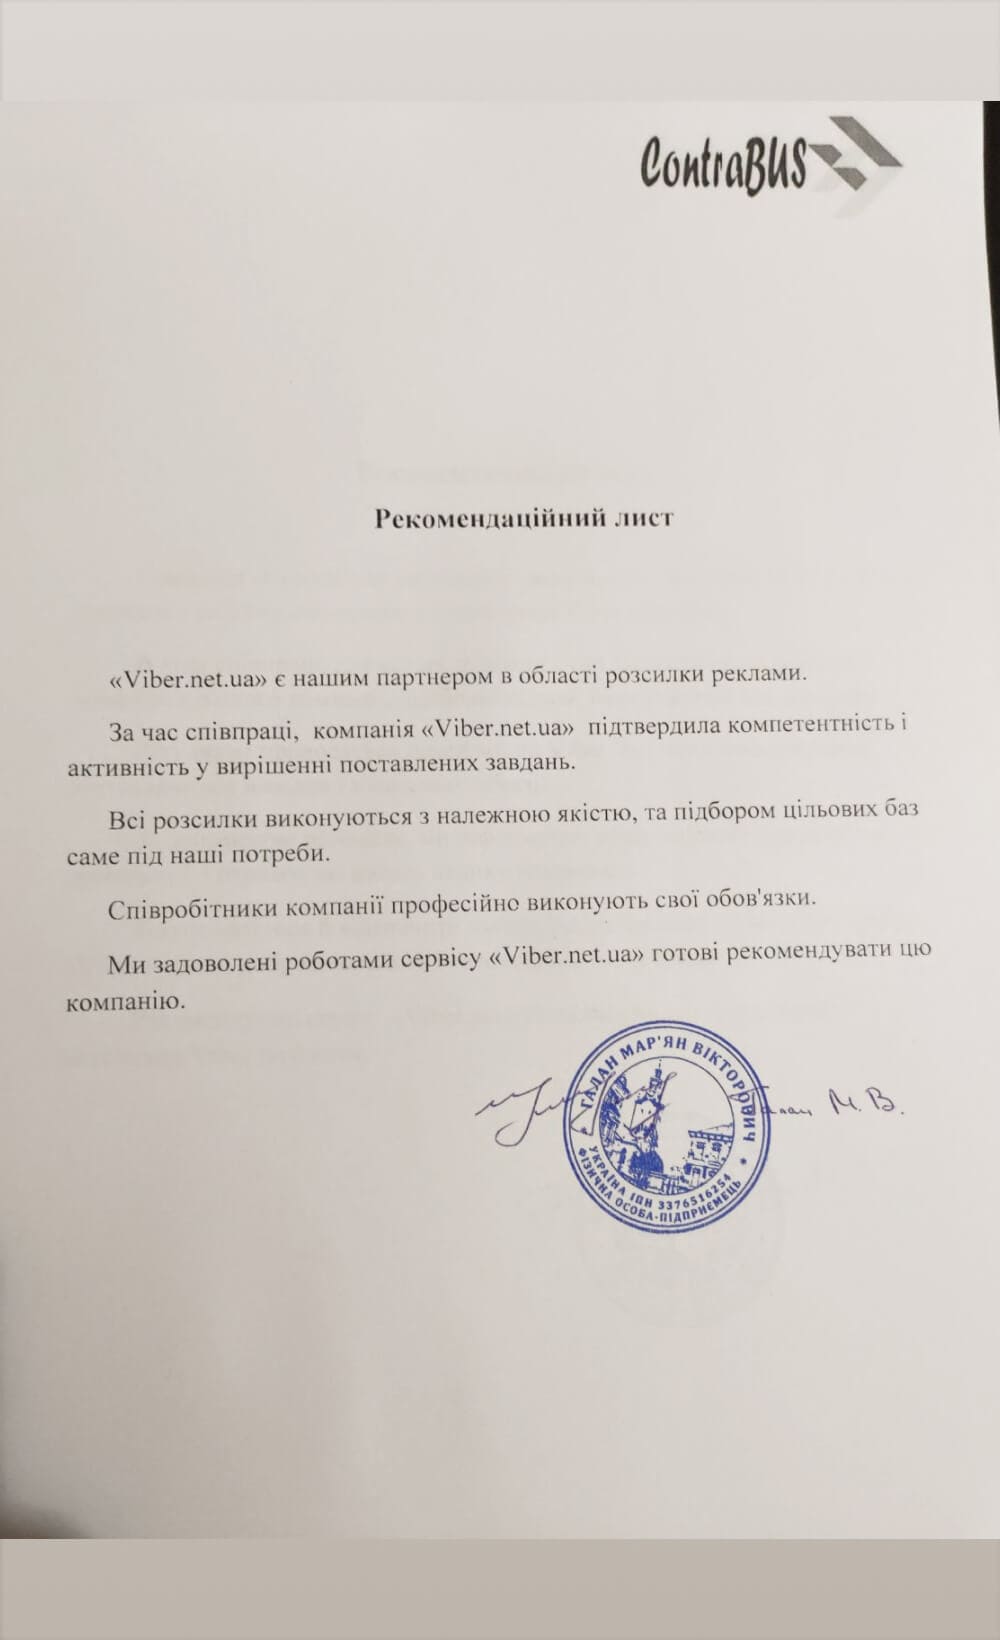 ContraBUS
Рекомендаційний лист
«Viber.net.ua» є нашим партнером в області розсилки реклами.
За час співпраці, компанія «Viber.net.ua» підтвердила компетентність і
активність у вирішенні поставлених завдань.
Всі розсилки виконуються з належною якістю, та підбором цільових баз
саме під наші потреби.
Співробітники компанії професійно виконують свої обов'язки.
Ми задоволені роботами сервісу «Viber.net.ua» готові рекомендувати цю
компанію.
ГАЛАН МАР'ЯН ВІКТОРОВИЧ
УКРАЇНА ІПН 3376516254
ФІЗИЧНА ОСОБА-ПІДПРИЄМЕЦЬ
Галан М. В.